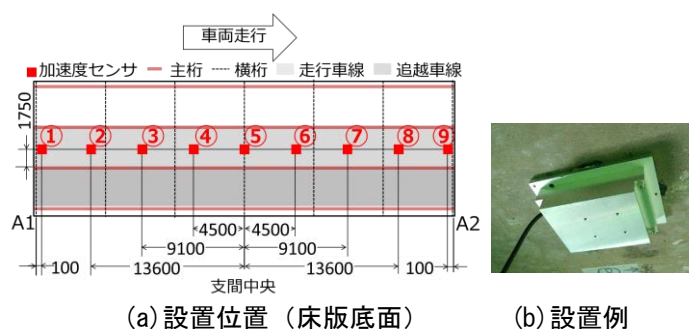 車両走行
■加速度センサ 主桁 横桁 走行車線 追越車線
1750
① ② ③ ④ ⑤ ⑥ ⑦ ⑧ ⑨
A1 A2
4500 4500
9100 9100
100 13600 13600 100
支間中央
(a)設置位置（床版底面） (b)設置例